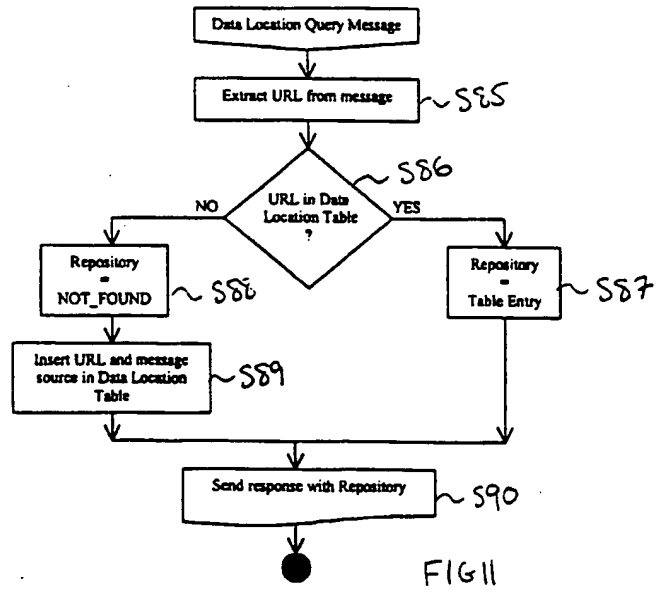 Data Location Query Message
Extract URL from message
S85
S86
URL in Data
Location Table
?
NO
YES
Repository
=
NOT_FOUND
S88
Repository
=
Table Entry
S87
Insert URL and message
source in Data Location
Table
S89
Send response with Repository
S90
FIG 11